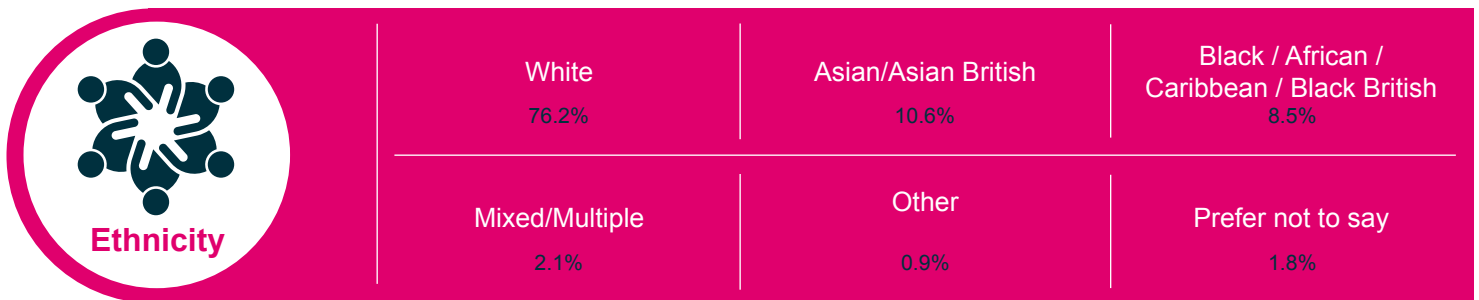 Ethnicity
White
76.2%
Asian/Asian British
10.6%
Black / African /
Caribbean / Black British
8.5%
Mixed/Multiple
2.1%
Other
0.9%
Prefer not to say
1.8%